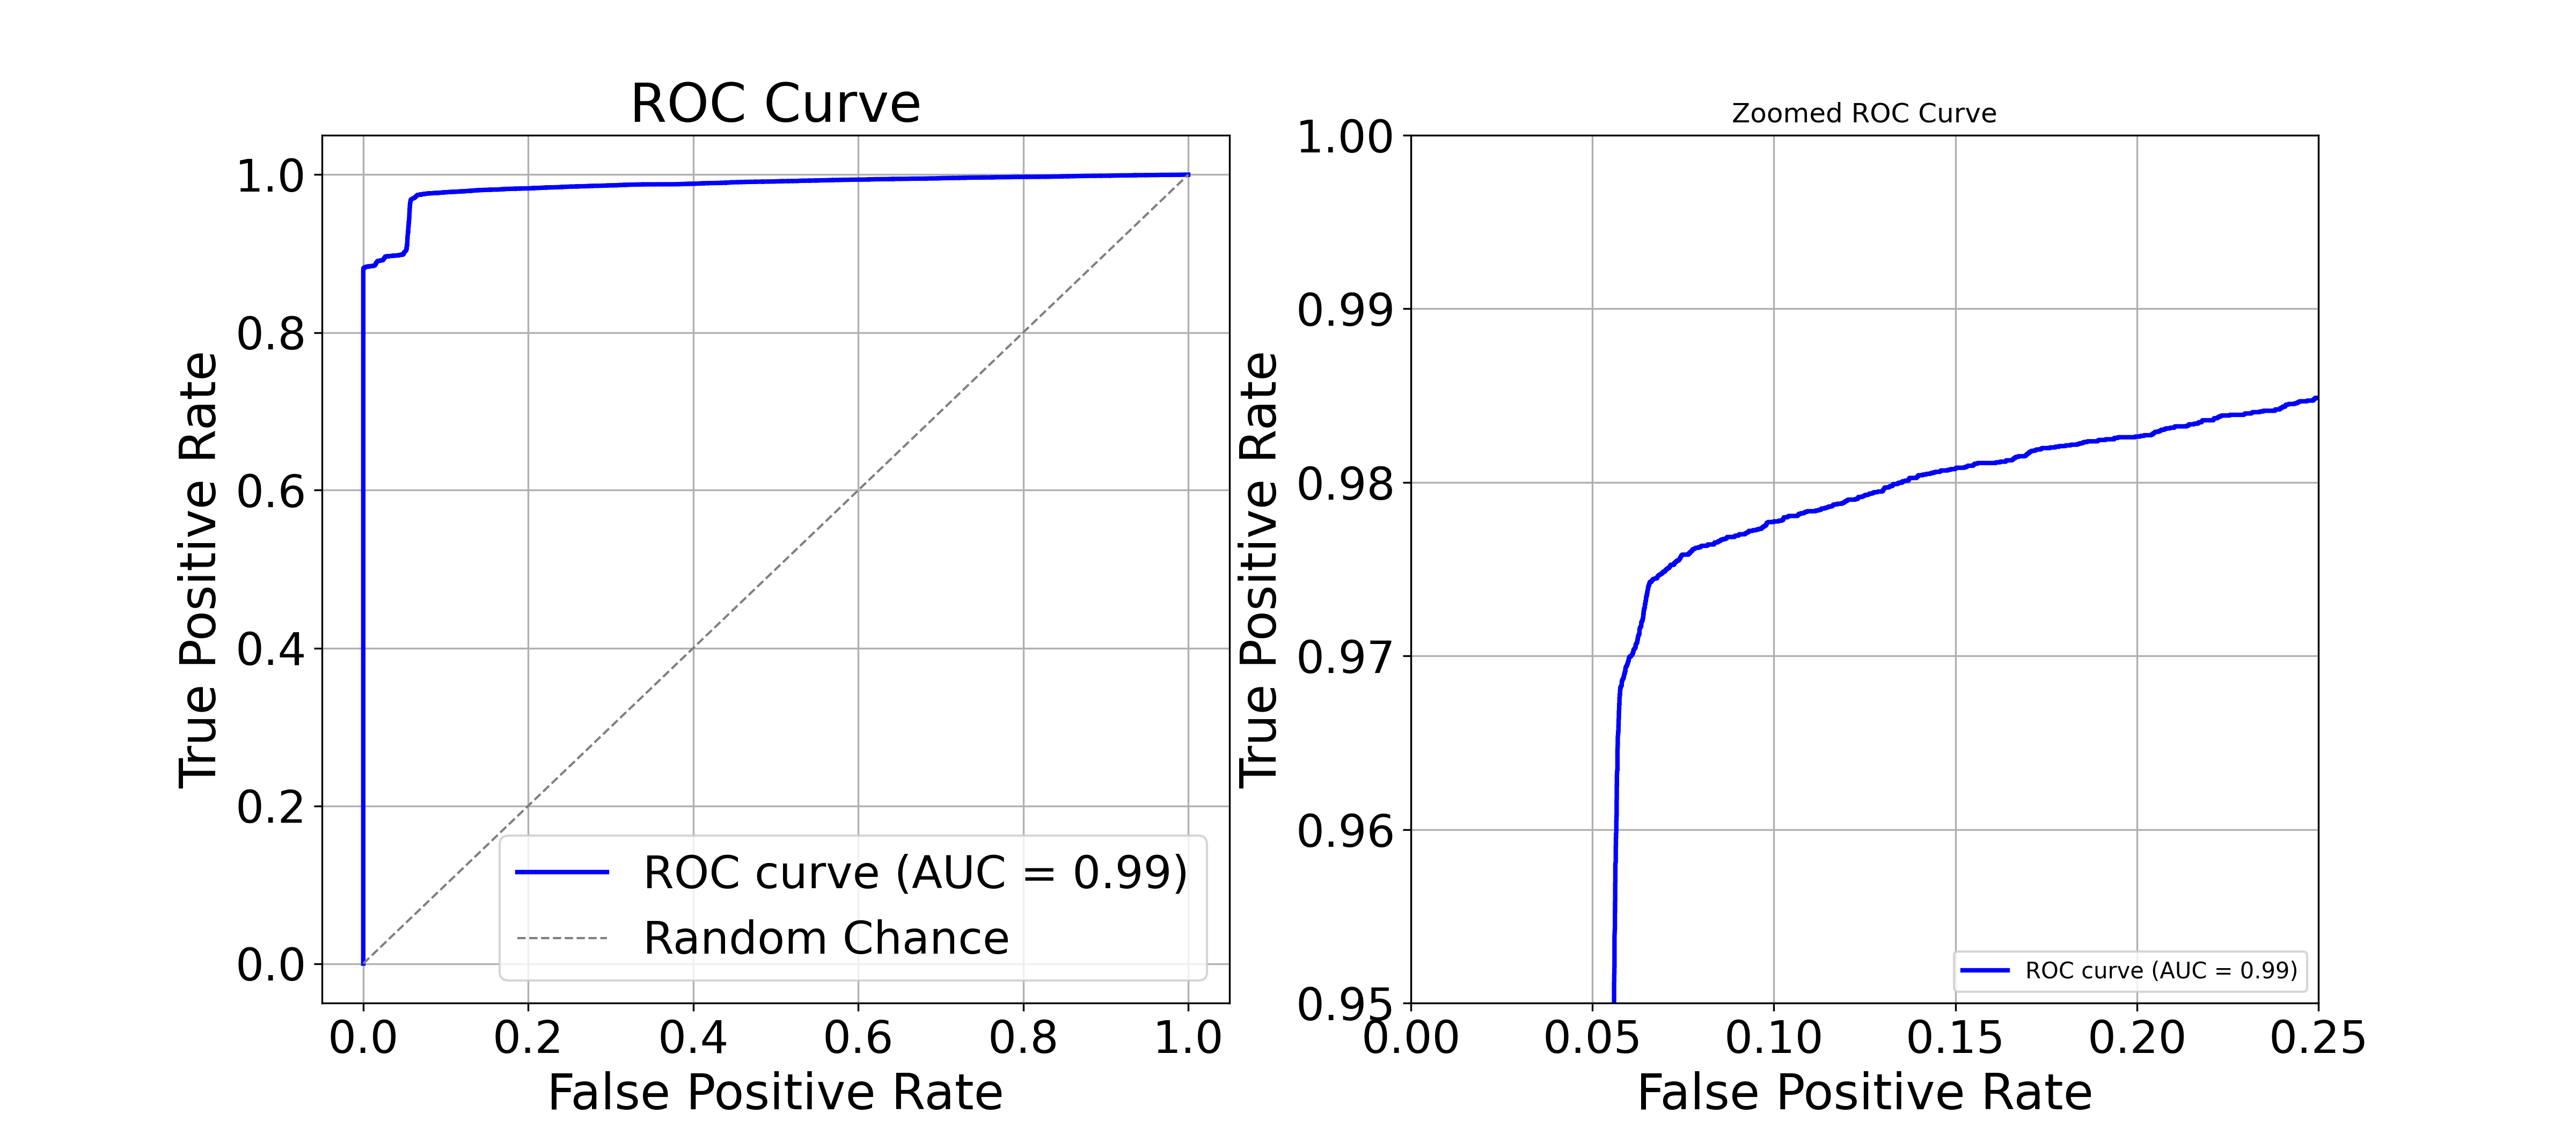 ROC Curve
True Positive Rate
1.0
0.8
0.6
0.4
0.2
0.0
ROC curve (AUC = 0.99)
Random Chance
0.0 0.2 0.4 0.6 0.8 1.0
False Positive Rate
Zoomed ROC Curve
True Positive Rate
1.00
0.99
0.98
0.97
0.96
0.95
ROC curve (AUC = 0.99)
0.00 0.05 0.10 0.15 0.20 0.25
False Positive Rate